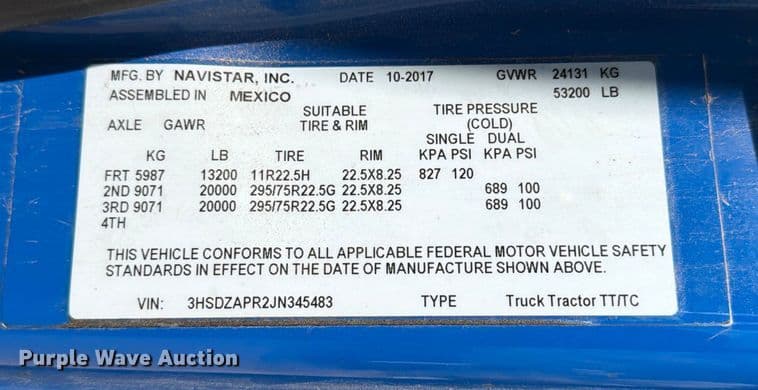 MFG. BY NAVISTAR, INC. DATE 10-2017 GVWR 24131 KG
ASSEMBLED IN MEXICO 53200 LB
SUITABLE TIRE PRESSURE
AXLE GAWR TIRE & RIM (COLD)
SINGLE DUAL
KG LB TIRE RIM KPA PSI KPA PSI
FRT 5987 13200 11R22.5H 22.5X8.25 827 120
2ND 9071 20000 295/75R22.5G 22.5X8.25 689 100
3RD 9071 20000 295/75R22.5G 22.5X8.25 689 100
4TH
THIS VEHICLE CONFORMS TO ALL APPLICABLE FEDERAL MOTOR VEHICLE SAFETY
STANDARDS IN EFFECT ON THE DATE OF MANUFACTURE SHOWN ABOVE.
VIN: 3HSDZAPR2JN345483 TYPE Truck Tractor TT/TC
Purple Wave Auction